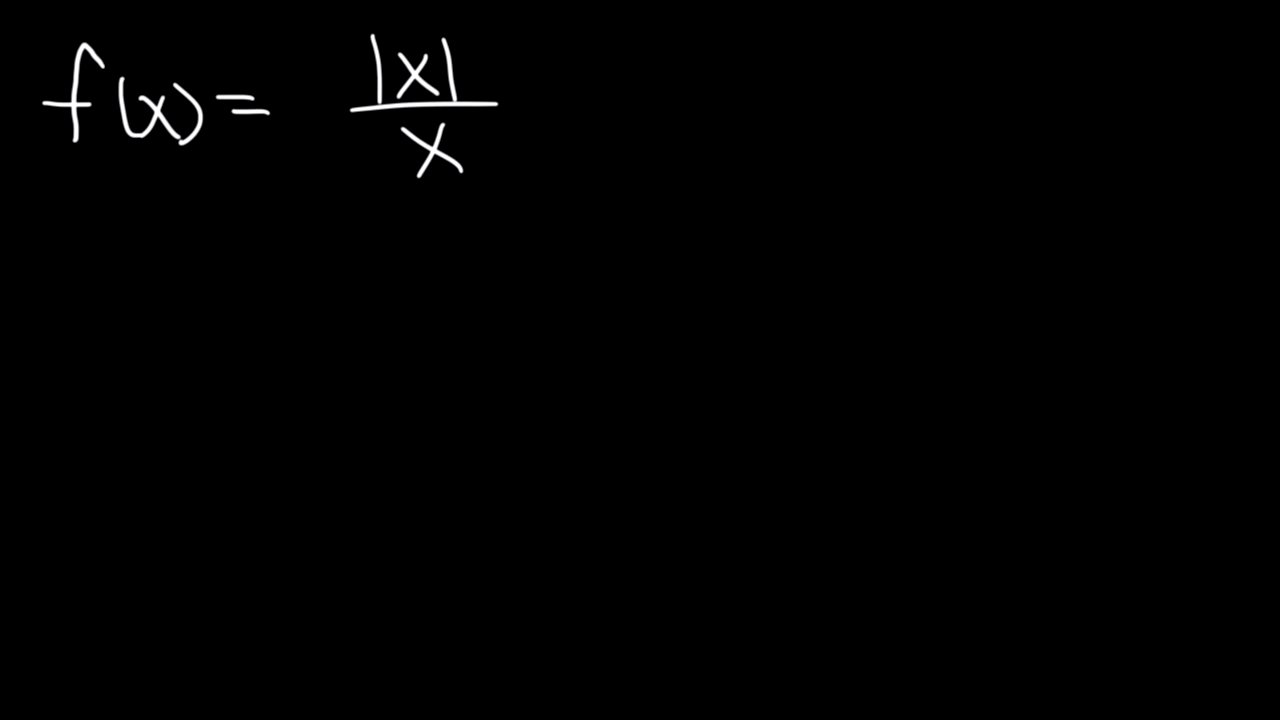 f(x) = |x|/x